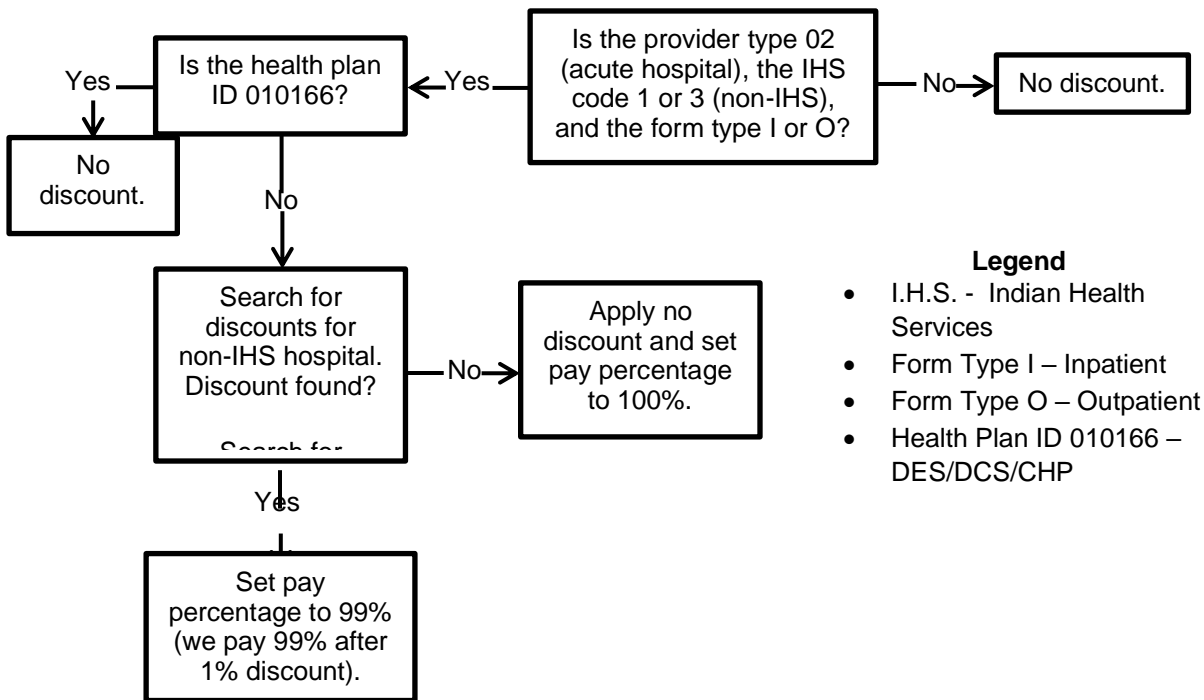 Is the provider type 02
(acute hospital), the IHS
code 1 or 3 (non-IHS),
and the form type I or O?
No
No discount.
Yes
Is the health plan
ID 010166?
Yes
No
discount.
No
Search for
discounts for
non-IHS hospital.
Discount found?
Search for
No
Apply no
discount and set
pay percentage
to 100%.
Yes
Set pay
percentage to 99%
(we pay 99% after
1% discount).
Legend
• I.H.S. - Indian Health
Services
• Form Type I – Inpatient
• Form Type O – Outpatient
• Health Plan ID 010166 –
DES/DCS/CHP